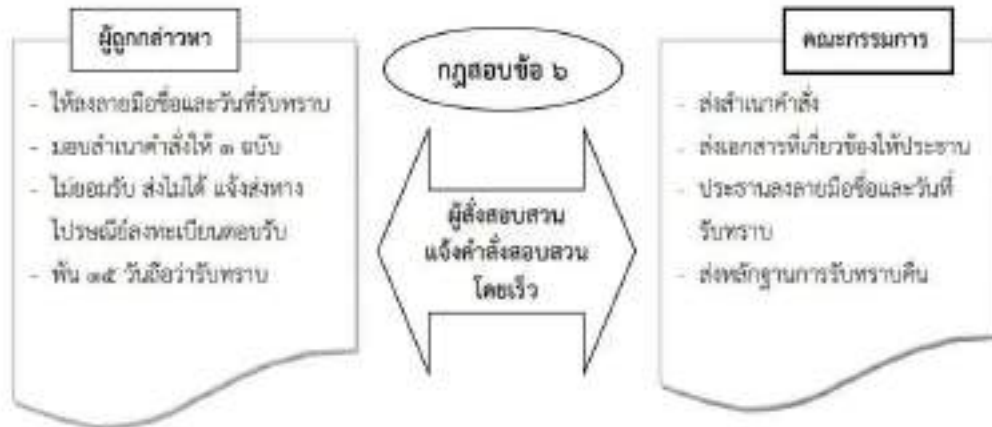 ผู้ถูกกล่าวหา
- ให้ลงลายมือชื่อและวันที่รับทราบ
- มอบสำเนาคำสั่งให้ ๑ ฉบับ
- ไม่ยอมรับ ส่งไม่ได้ แจ้งส่งทาง
ไปรษณีย์ลงทะเบียนตอบรับ
- พ้น ๑๕ วันถือว่ารับทราบ
กฎสอบข้อ ๖
ผู้สั่งสอบสวน
แจ้งคำสั่งสอบสวน
โดยเร็ว
คณะกรรมการ
- ส่งสำเนาคำสั่ง
- ส่งเอกสารที่เกี่ยวข้องให้ประธาน
- ประธานลงลายมือชื่อและวันที่
รับทราบ
- ส่งหลักฐานการรับทราบคืน